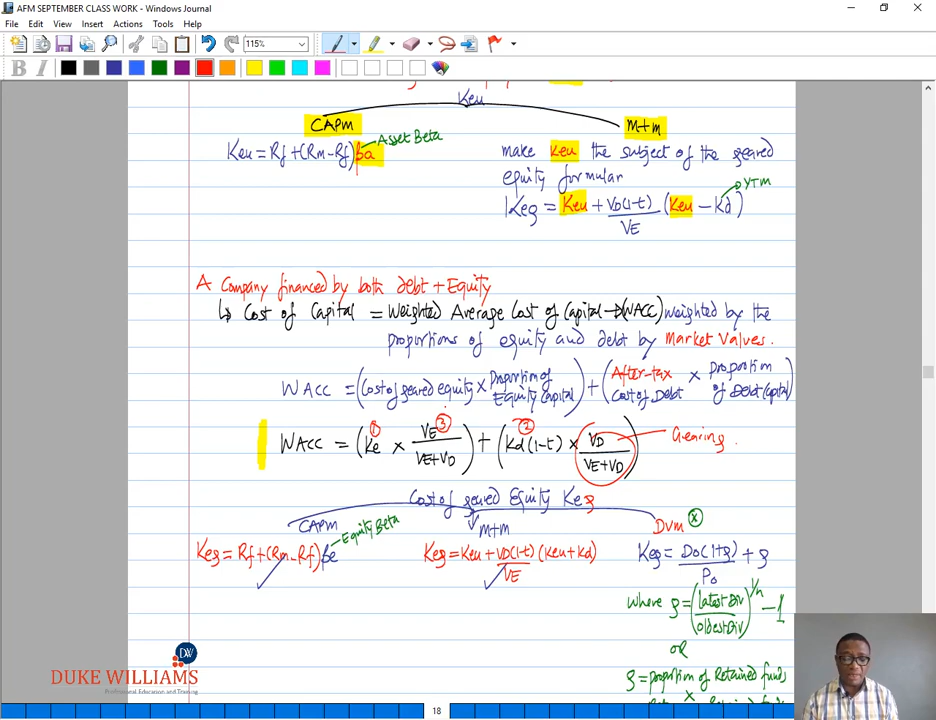 AFM SEPTEMBER CLASS WORK - Windows Journal
Actions Tools Help
File Edit View Insert Actions Tools Help
115%
B I
Keu
CAPM
M+M
Keu = Rf + (Rm - Rf) βa
Asset Beta
make Keu the subject of the geared
equity formular
YTM
Keg = Keu + VD(1-t)/VE (Keu - Kd)
A Company financed by both debt + Equity
↳ Cost of Capital = Weighted Average Cost of Capital → (WACC) weighted by the
proportions of equity and debt by Market Values.
WACC = (Cost of geared equity × Proportion of Equity Capital) + (After-tax Cost of Debt × Proportion of Debt Capital)
WACC = (Ke ① × VE/(VE+VD) ③) + (Kd(1-t) ② × VD/(VE+VD))
Gearing.
Cost of geared Equity Keg
CAPM
Equity Beta
M+M
DVM ⓧ
Keg = Rf + (Rm - Rf) βe
Keg = Keu + VD(1-t)/VE (Keu + Kd)
Keg = Do(1+g)/Po + g
where g = (latest Div/oldest Div)^1/n - 1
OR
g = proportion of Retained funds
×
DW
DUKE WILLIAMS
Professional Education and Training
18